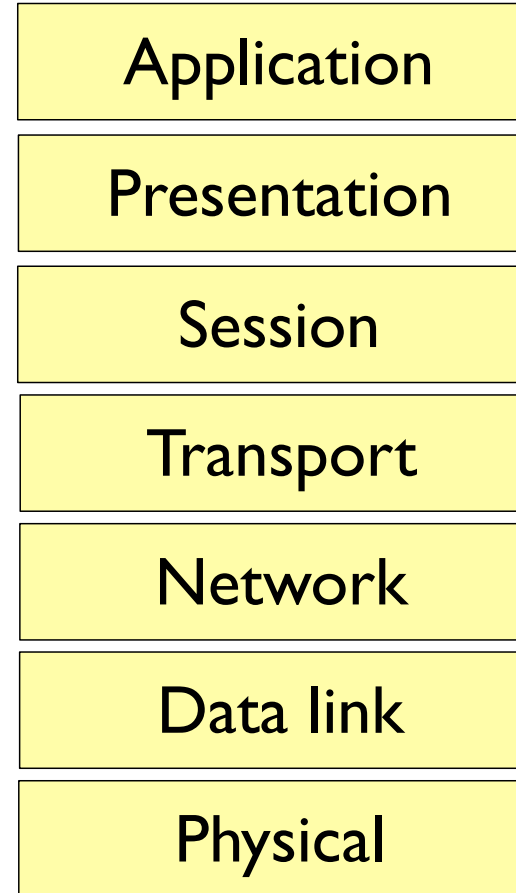 Application
Presentation
Session
Transport
Network
Data link
Physical